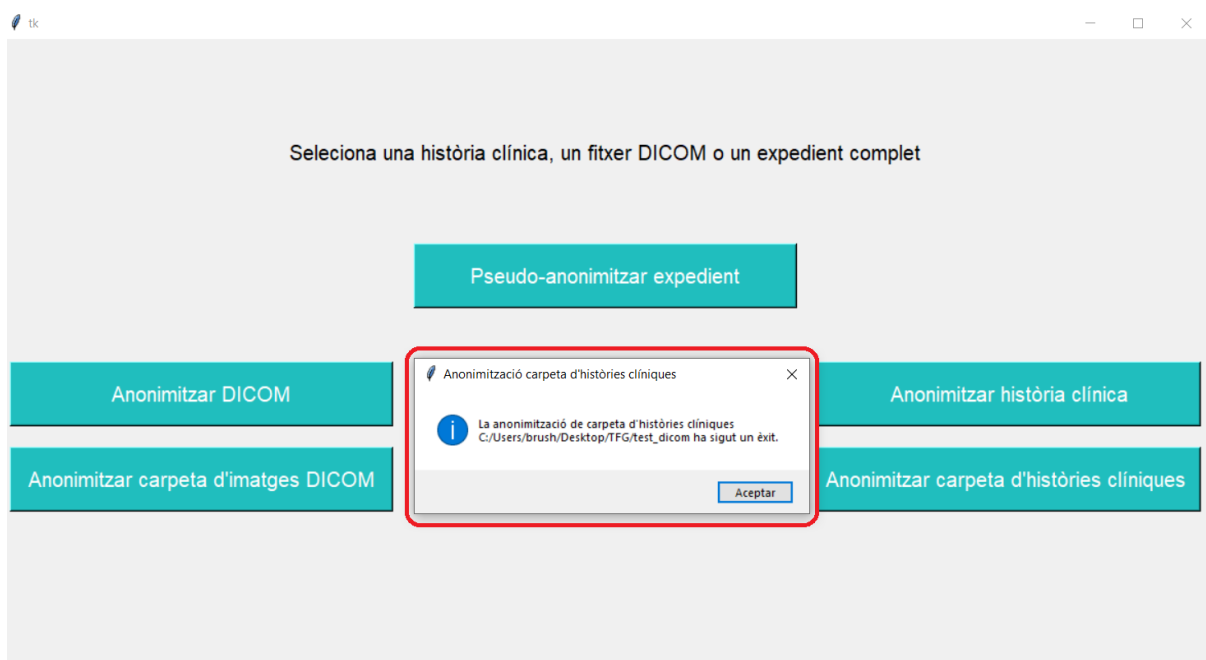 tk
Seleciona una història clínica, un fitxer DICOM o un expedient complet
Pseudo-anonimitzar expedient
Anonimitzar DICOM
Anonimització carpeta d'històries clíniques
La anonimització de carpeta d'històries clíniques
C:/Users/brush/Desktop/TFG/test_dicom ha sigut un èxit.
Aceptar
Anonimitzar història clínica
Anonimitzar carpeta d'imatges DICOM
Anonimitzar carpeta d'històries clíniques